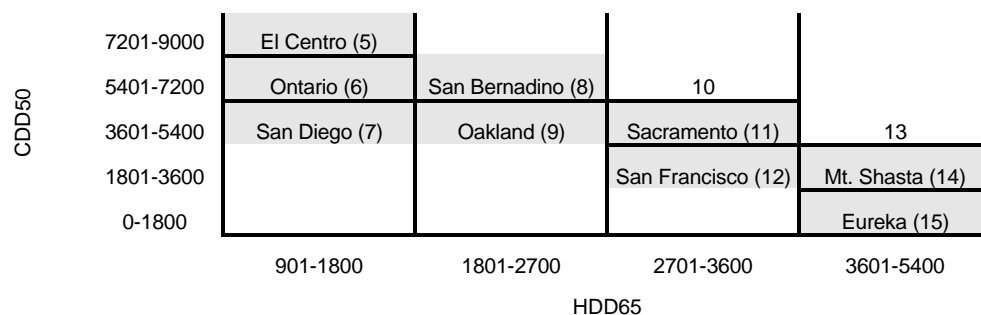 7201-9000 El Centro (5)
5401-7200 Ontario (6) San Bernadino (8) 10
CDD50
3601-5400 San Diego (7) Oakland (9) Sacramento (11) 13
1801-3600 San Francisco (12) Mt. Shasta (14)
0-1800 Eureka (15)
901-1800 1801-2700 2701-3600 3601-5400
HDD65